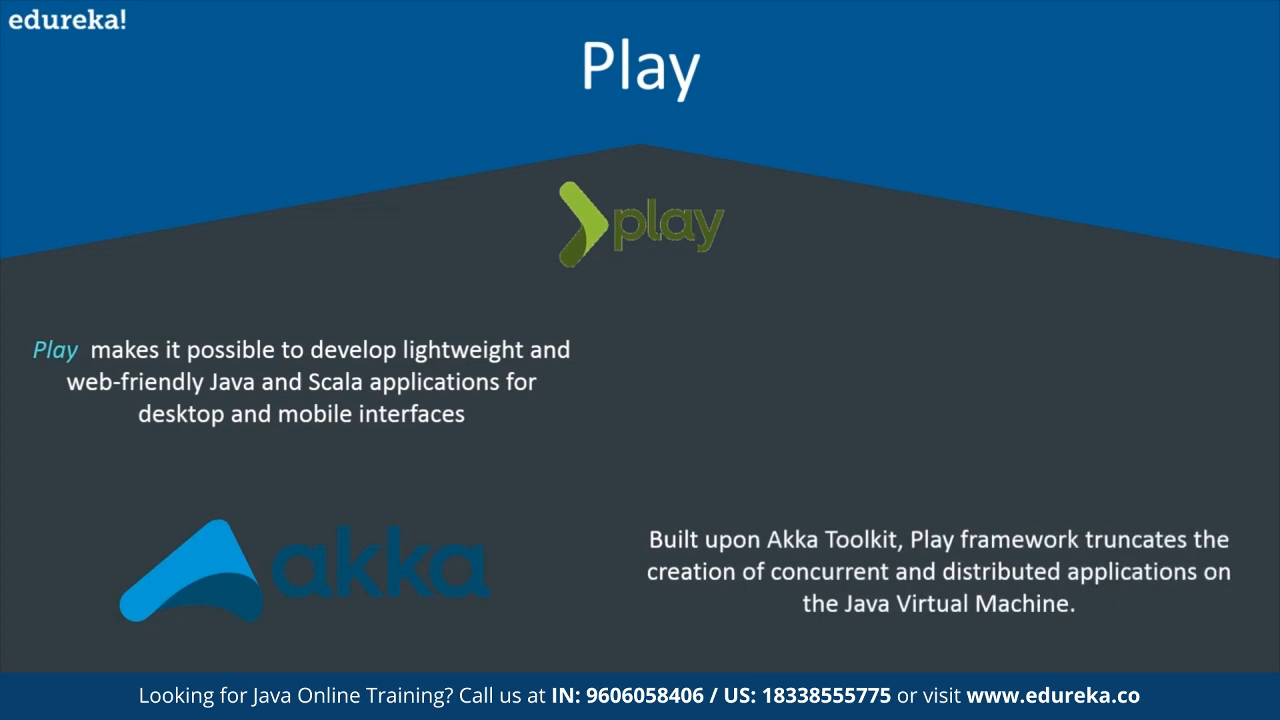 edureka!
Play
play
Play makes it possible to develop lightweight and
web-friendly Java and Scala applications for
desktop and mobile interfaces
akka
Built upon Akka Toolkit, Play framework truncates the
creation of concurrent and distributed applications on
the Java Virtual Machine.
Looking for Java Online Training? Call us at IN: 9606058406 / US: 18338555775 or visit www.edureka.co